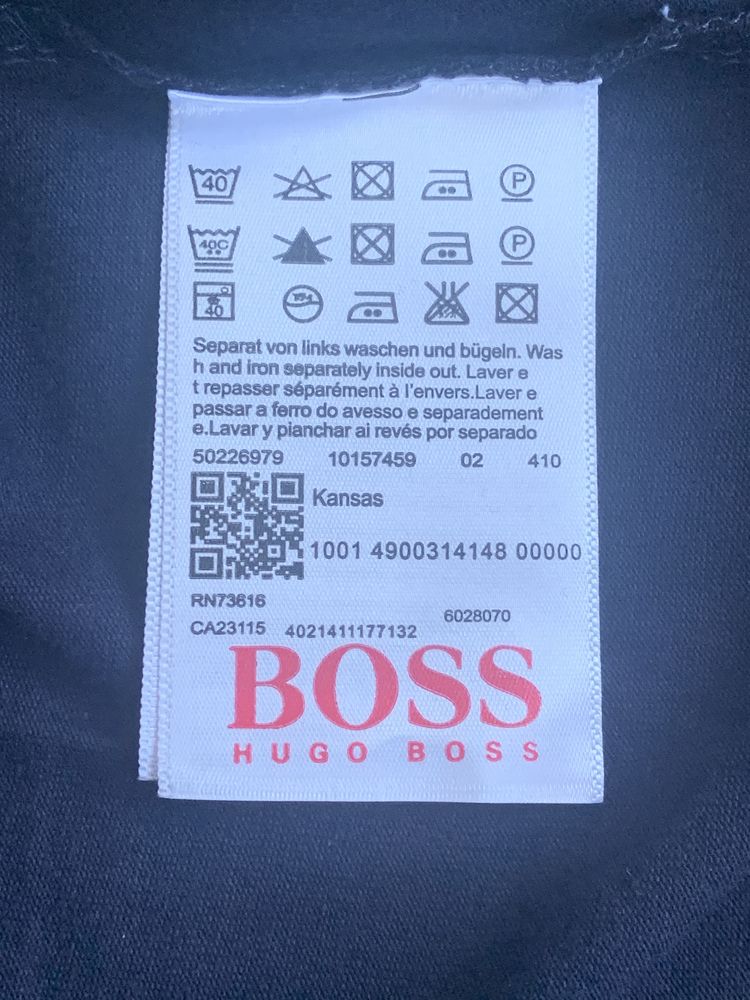 40 P
40C P
40
Separat von links waschen und bügeln. Was
h and iron separately inside out. Laver e
t repasser séparément à l'envers.Laver e
passar a ferro do avesso e separadement
e.Lavar y pianchar ai revés por separado
50226979 10157459 02 410
Kansas
1001 4900314148 00000
RN73616
CA23115 4021411177132 6028070
BOSS
HUGO BOSS